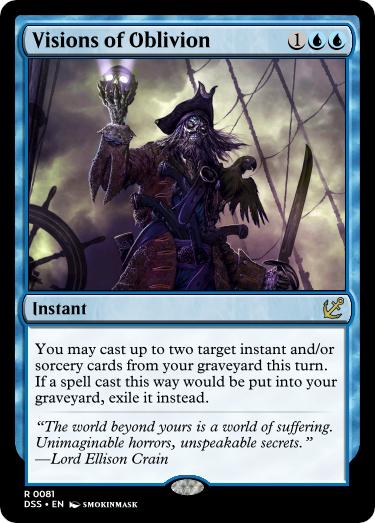 Visions of Oblivion 1
Instant
You may cast up to two target instant and/or
sorcery cards from your graveyard this turn.
If a spell cast this way would be put into your
graveyard, exile it instead.
“The world beyond yours is a world of suffering.
Unimaginable horrors, unspeakable secrets.”
—Lord Ellison Crain
R 0081
DSS • EN SMOKINMASK